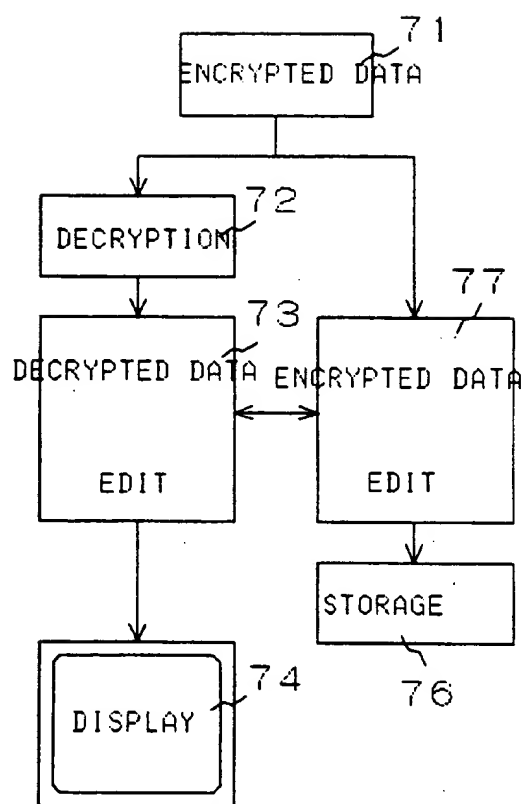 71
ENCRYPTED DATA
72
DECRYPTION
77
73
DECRYPTED DATA
ENCRYPTED DATA
EDIT
EDIT
STORAGE
74
76
DISPLAY